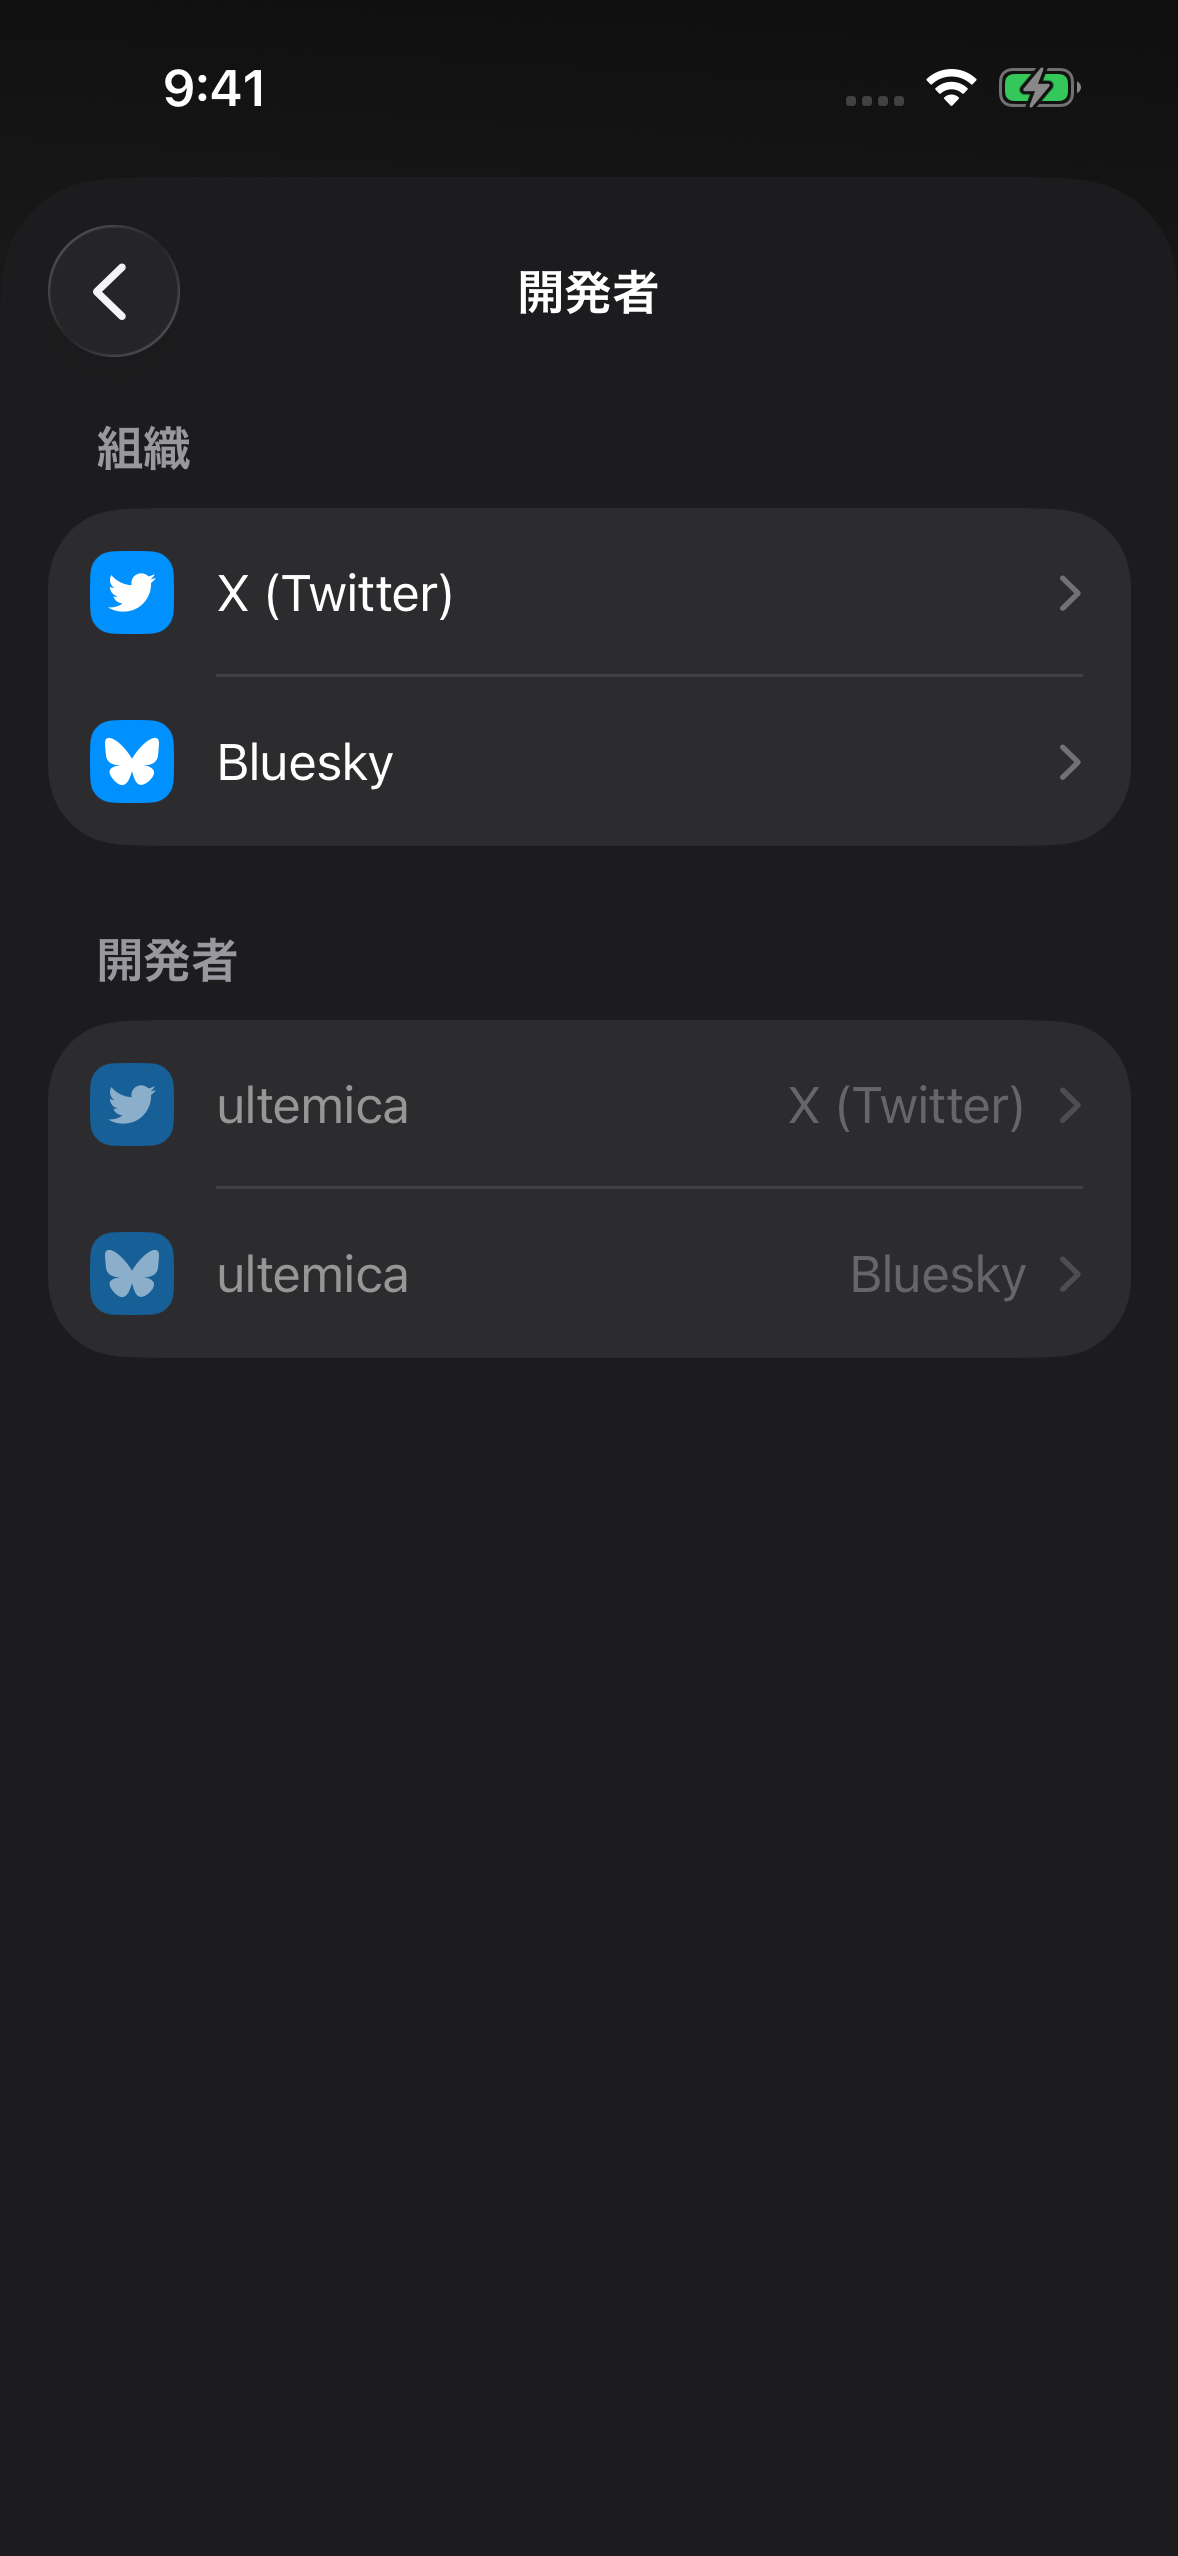 9:41
開発者
組織
X (Twitter)
Bluesky
開発者
ultemica X (Twitter)
ultemica Bluesky